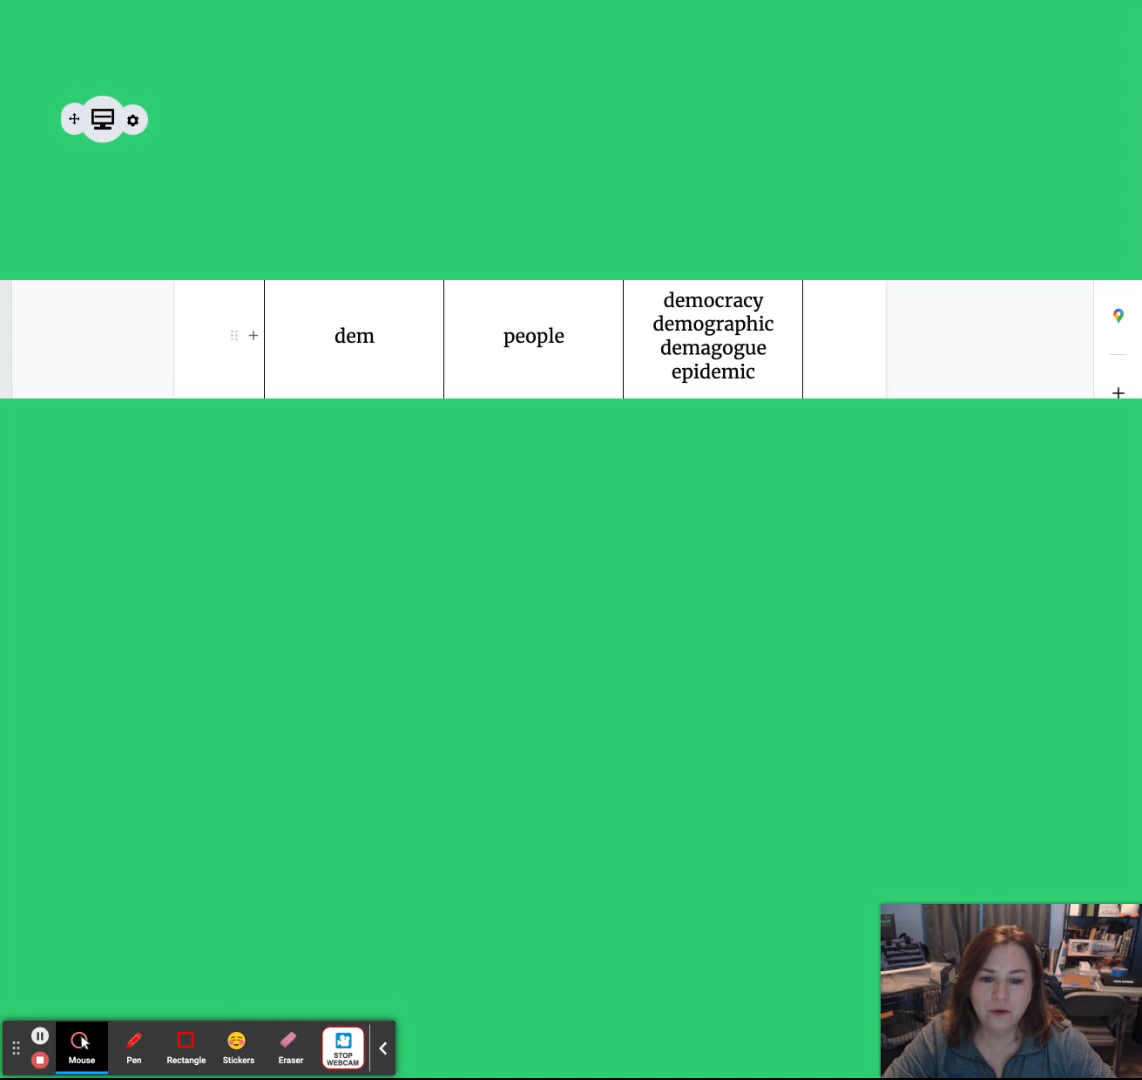 dem
people
democracy
demographic
demagogue
epidemic
Mouse
Pen
Rectangle
Stickers
Eraser
STOP
WEBCAM